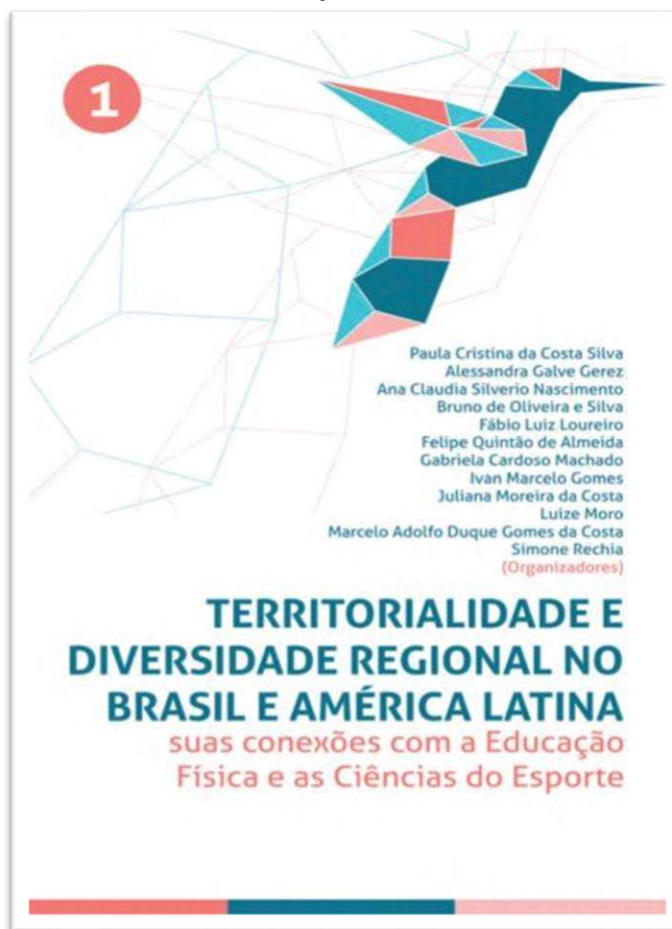 1
Paula Cristina da Costa Silva
Alessandra Galve Gerez
Ana Claudia Silverio Nascimento
Bruno de Oliveira e Silva
Fábio Luiz Loureiro
Felipe Quintão de Almeida
Gabriela Cardoso Machado
Ivan Marcelo Gomes
Juliana Moreira da Costa
Luize Moro
Marcelo Adolfo Duque Gomes da Costa
Simone Rechia
(Organizadores)
TERRITORIALIDADE E
DIVERSIDADE REGIONAL NO
BRASIL E AMÉRICA LATINA
suas conexões com a Educação
Física e as Ciências do Esporte